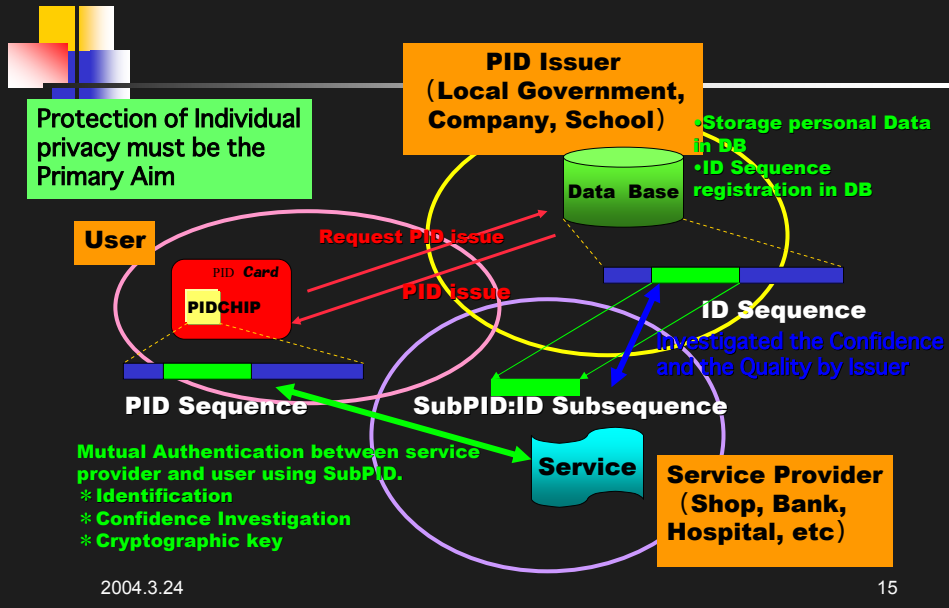 PID Issuer
（Local Government,
Company, School）
Protection of Individual
privacy must be the
Primary Aim
•Storage personal Data
in DB
•ID Sequence
registration in DB
Data Base
User
Request PID issue
PID Card
PIDCHIP
PID issue
ID Sequence
Investigated the Confidence
and the Quality by Issuer
PID Sequence
SubPID:ID Subsequence
Mutual Authentication between service
provider and user using SubPID.
＊Identification
＊Confidence Investigation
＊Cryptographic key
Service
Service Provider
（Shop, Bank,
Hospital, etc）
2004.3.24
15